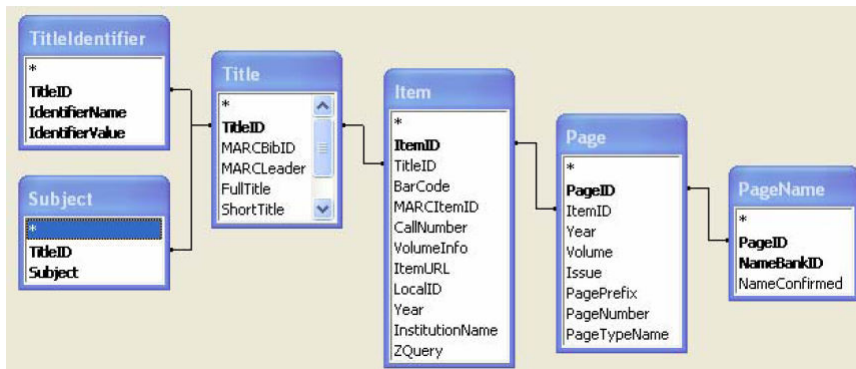 TitleIdentifier
*
TitleID
IdentifierName
IdentifierValue
Subject
*
TitleID
Subject
Title
*
TitleID
MARCBibID
MARCLeader
FullTitle
ShortTitle
Item
*
ItemID
TitleID
BarCode
MARCItemID
CallNumber
VolumeInfo
ItemURL
LocalID
Year
InstitutionName
ZQuery
Page
*
PageID
ItemID
Year
Volume
Issue
PagePrefix
PageNumber
PageTypeName
PageName
*
PageID
NameBankID
NameConfirmed